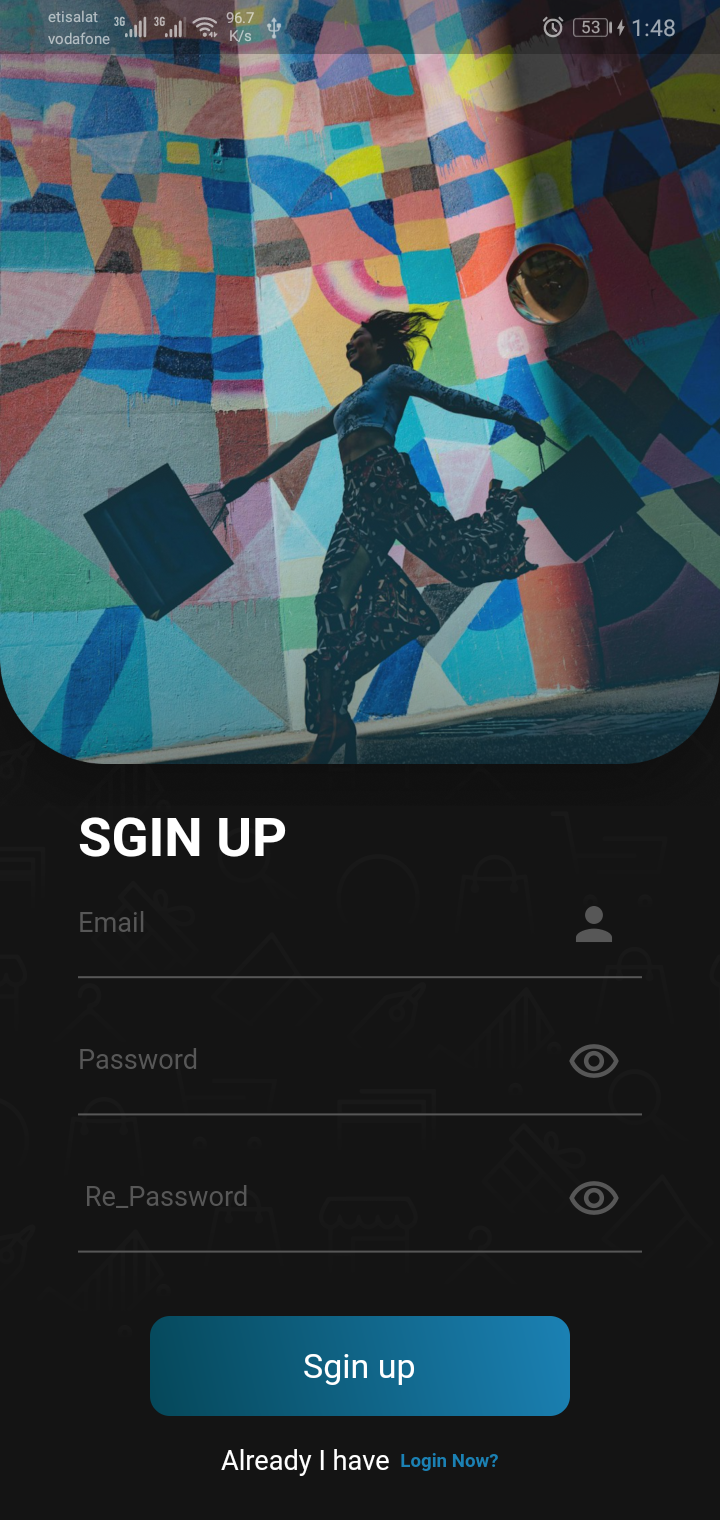 etisalat
vodafone
3G 3G 96.7 K/s 53 1:48
SGIN UP
Email
Password
Re_Password
Sgin up
Already I have Login Now?